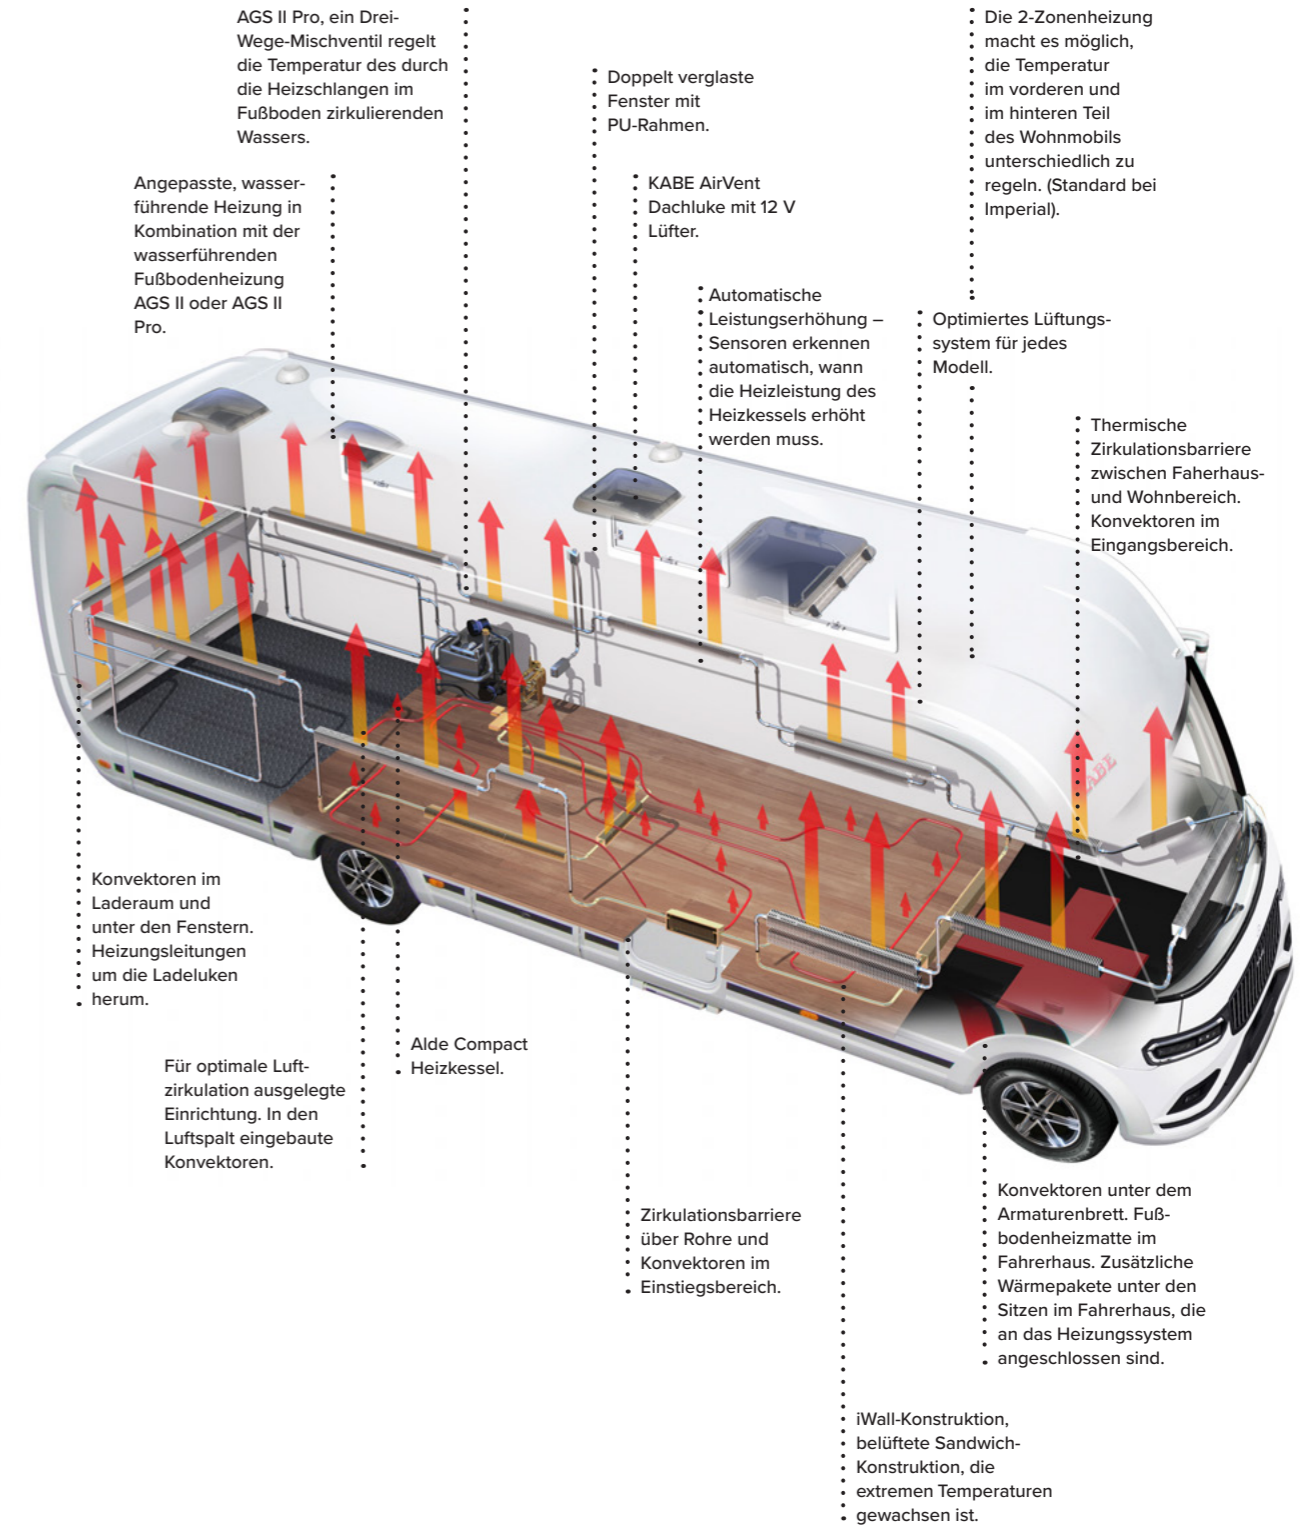 AGS II Pro, ein Drei-
Wege-Mischventil regelt
die Temperatur des durch
die Heizschlangen im
Fußboden zirkulierenden
Wassers.
Die 2-Zonenheizung
macht es möglich,
die Temperatur
im vorderen und
im hinteren Teil
des Wohnmobils
unterschiedlich zu
regeln. (Standard bei
Imperial).
Doppelt verglaste
Fenster mit
PU-Rahmen.
Angepasste, wasser-
führende Heizung in
Kombination mit der
wasserführenden
Fußbodenheizung
AGS II oder AGS II
Pro.
KABE AirVent
Dachluke mit 12 V
Lüfter.
Automatische
Leistungserhöhung –
Sensoren erkennen
automatisch, wann
die Heizleistung des
Heizkessels erhöht
werden muss.
Optimiertes Lüftungs-
system für jedes
Modell.
Thermische
Zirkulationsbarriere
zwischen Faherhaus-
und Wohnbereich.
Konvektoren im
Eingangsbereich.
ABE
Konvektoren im
Laderaum und
unter den Fenstern.
Heizungsleitungen
um die Ladeluken
herum.
Alde Compact
Heizkessel.
Für optimale Luft-
zirkulation ausgelegte
Einrichtung. In den
Luftspalt eingebaute
Konvektoren.
Zirkulationsbarriere
über Rohre und
Konvektoren im
Einstiegsbereich.
Konvektoren unter dem
Armaturenbrett. Fuß-
bodenheizmatte im
Fahrerhaus. Zusätzliche
Wärmepakete unter den
Sitzen im Fahrerhaus, die
an das Heizungssystem
angeschlossen sind.
iWall-Konstruktion,
belüftete Sandwich-
Konstruktion, die
extremen Temperaturen
gewachsen ist.